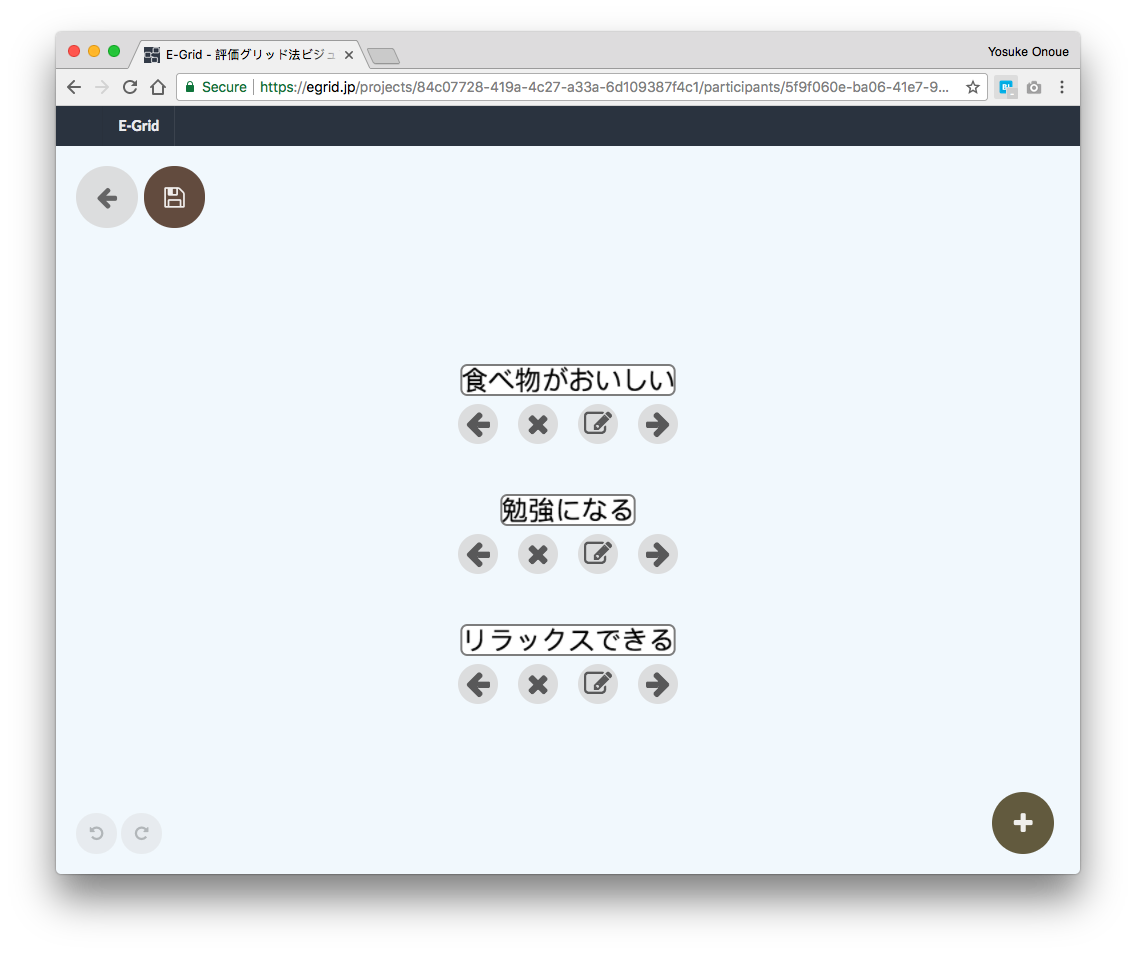 E-Grid - 評価グリッド法ビジュ
Yosuke Onoue
Secure
https://egrid.jp/projects/84c07728-419a-4c27-a33a-6d109387f4c1/participants/5f9f060e-ba06-41e7-9...
E-Grid
食べ物がおいしい
勉強になる
リラックスできる